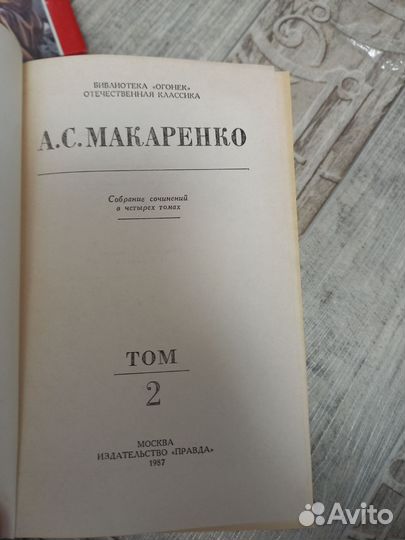 БИБЛИОТЕКА «ОГОНЕК»
ОТЕЧЕСТВЕННАЯ КЛАССИКА
А.С.МАКАРЕНКО
Собрание сочинений
в четырех томах
ТОМ
2
МОСКВА
ИЗДАТЕЛЬСТВО «ПРАВДА»
1987
Avito